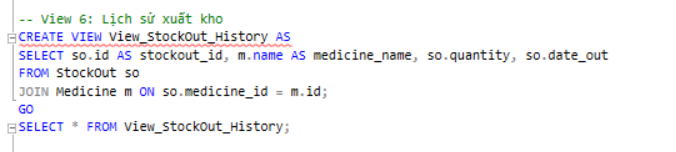 -- View 6: Lịch sử xuất kho
CREATE VIEW View_StockOut_History AS
SELECT so.id AS stockout_id, m.name AS medicine_name, so.quantity, so.date_out
FROM StockOut so
JOIN Medicine m ON so.medicine_id = m.id;
GO
SELECT * FROM View_StockOut_History;